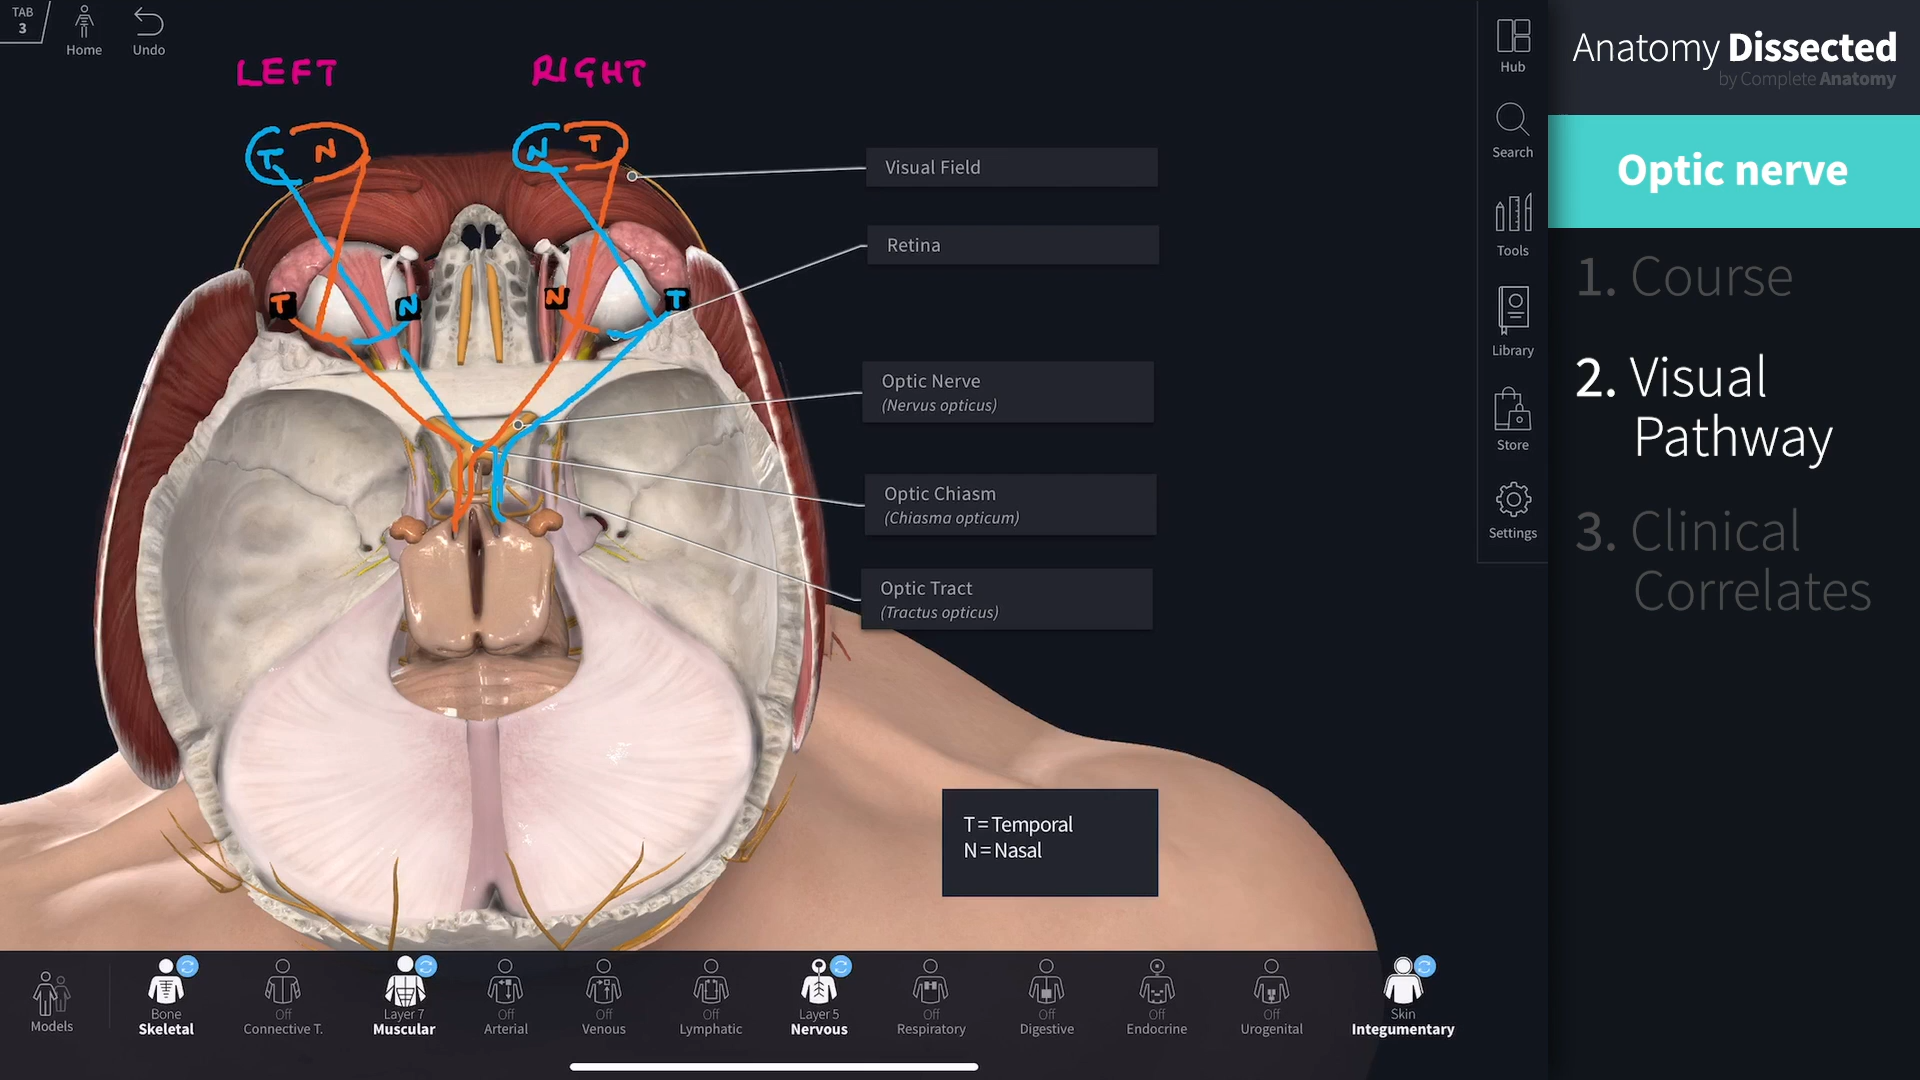 TAB
3
Home
Undo
LEFT
RIGHT
T N
N T
T
N
N
T
Visual Field
Retina
Optic Nerve
(Nervus opticus)
Optic Chiasm
(Chiasma opticum)
Optic Tract
(Tractus opticus)
T = Temporal
N = Nasal
Hub
Search
Tools
Library
Store
Settings
Anatomy Dissected
by Complete Anatomy
Optic nerve
1. Course
2. Visual
Pathway
3. Clinical
Correlates
Models
Bone
Skeletal
Off
Connective T.
Layer 7
Muscular
Off
Arterial
Off
Venous
Off
Lymphatic
Layer 5
Nervous
Off
Respiratory
Off
Digestive
Off
Endocrine
Off
Urogenital
Skin
Integumentary